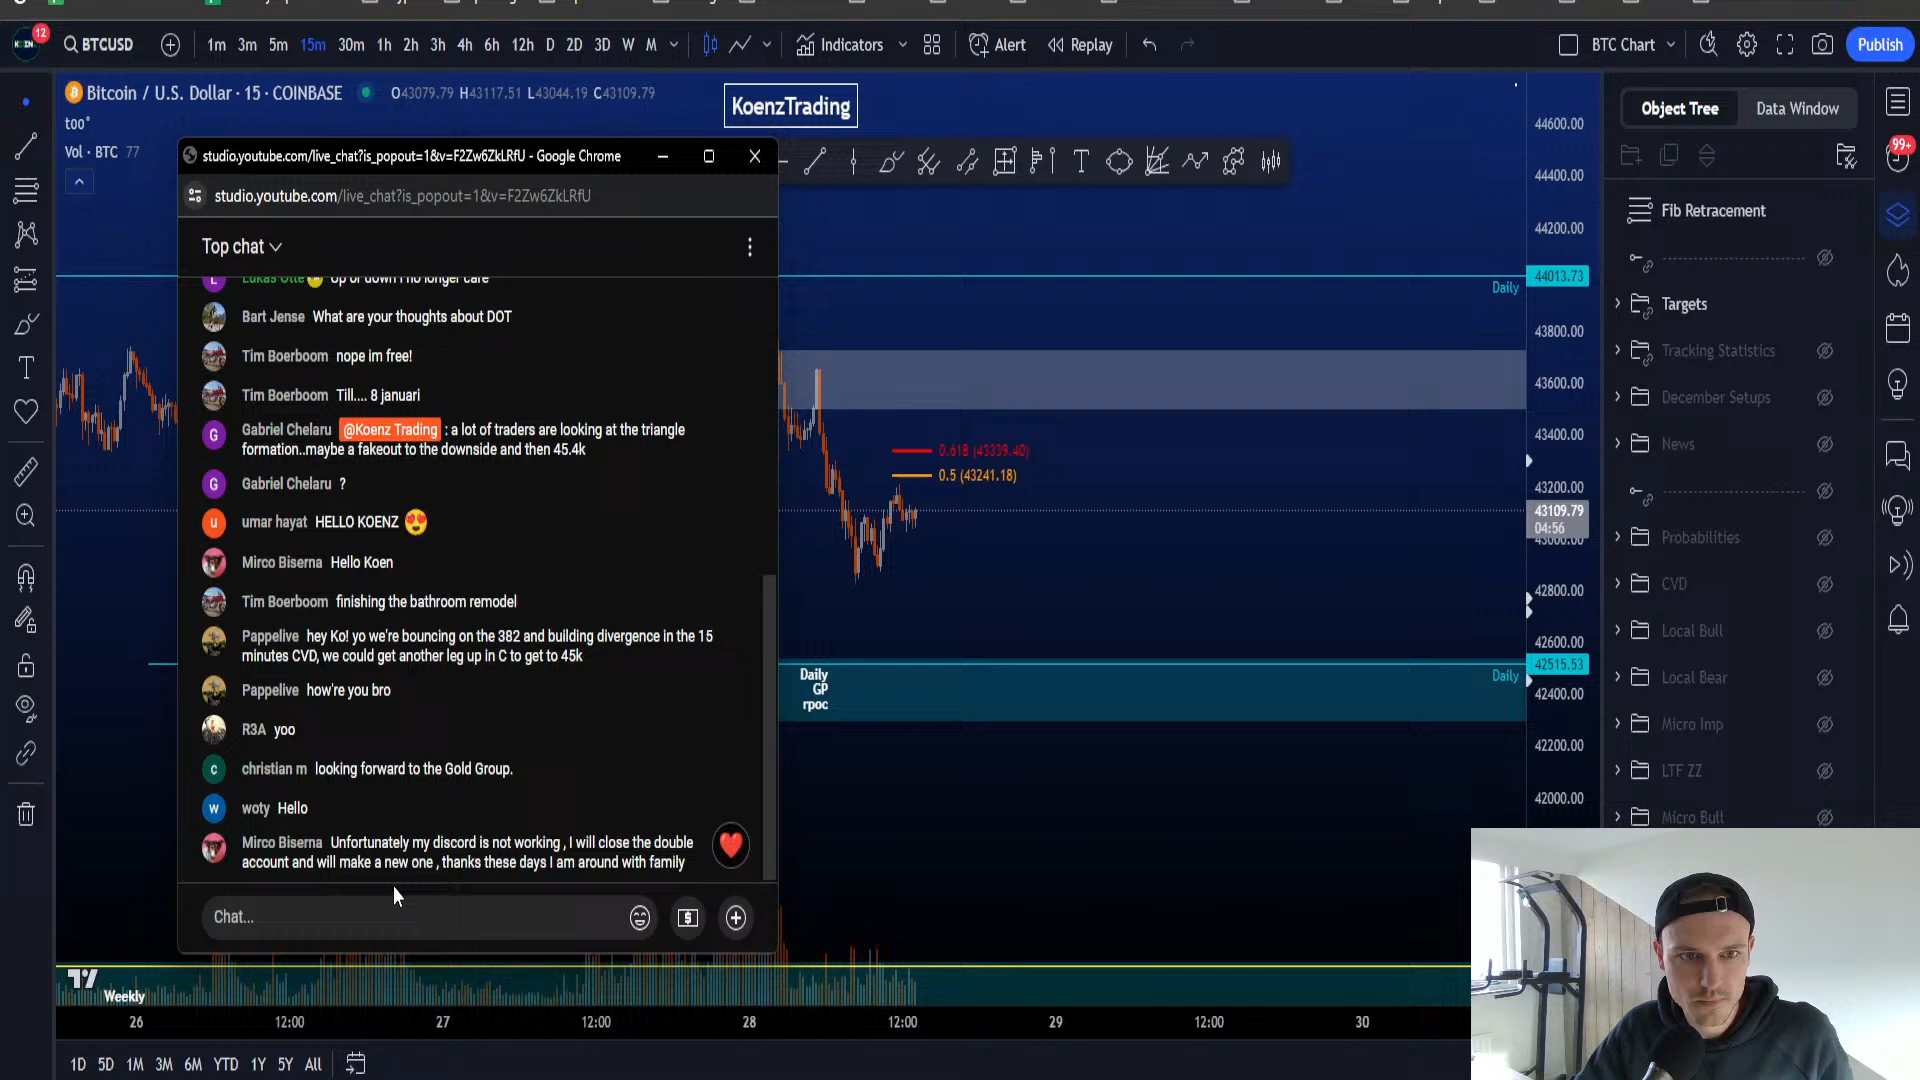 12
BTCUSD
1m 3m 5m 15m 30m 1h 2h 3h 4h 6h 12h D 2D 3D W M
Indicators
Alert
Replay
BTC Chart
Publish
Bitcoin / U.S. Dollar · 15 · COINBASE
O43079.79 H43117.51 L43044.19 C43109.79
KoenzTrading
too*
Vol · BTC 77
studio.youtube.com/live_chat?is_popout=1&v=F2Zw6ZkLRfU - Google Chrome
studio.youtube.com/live_chat?is_popout=1&v=F2Zw6ZkLRfU
Top chat
Lukas Otte Up or down i no longer care
Bart Jense What are your thoughts about DOT
Tim Boerboom nope im free!
Tim Boerboom Till.... 8 januari
G
Gabriel Chelaru @Koenz Trading : a lot of traders are looking at the triangle
formation..maybe a fakeout to the downside and then 45.4k
G
Gabriel Chelaru ?
u
umar hayat HELLO KOENZ
Mirco Biserna Hello Koen
Tim Boerboom finishing the bathroom remodel
Pappelive hey Ko! yo we're bouncing on the 382 and building divergence in the 15
minutes CVD, we could get another leg up in C to get to 45k
Pappelive how're you bro
R3A yoo
c
christian m looking forward to the Gold Group.
w
woty Hello
Mirco Biserna Unfortunately my discord is not working , I will close the double
account and will make a new one , thanks these days I am around with family
Chat...
0.618 (43339.40)
0.5 (43241.18)
Daily
Daily
GP
rpoc
Daily
44600.00
44400.00
44200.00
44013.73
43800.00
43600.00
43400.00
43200.00
43109.79
04:56
43000.00
42800.00
42600.00
42515.53
42400.00
42200.00
42000.00
Object Tree
Data Window
99+
Fib Retracement
Targets
Tracking Statistics
December Setups
News
Probabilities
CVD
Local Bull
Local Bear
Micro Imp
LTF ZZ
Micro Bull
Weekly
26 12:00 27 12:00 28 12:00 29 12:00 30
1D 5D 1M 3M 6M YTD 1Y 5Y All